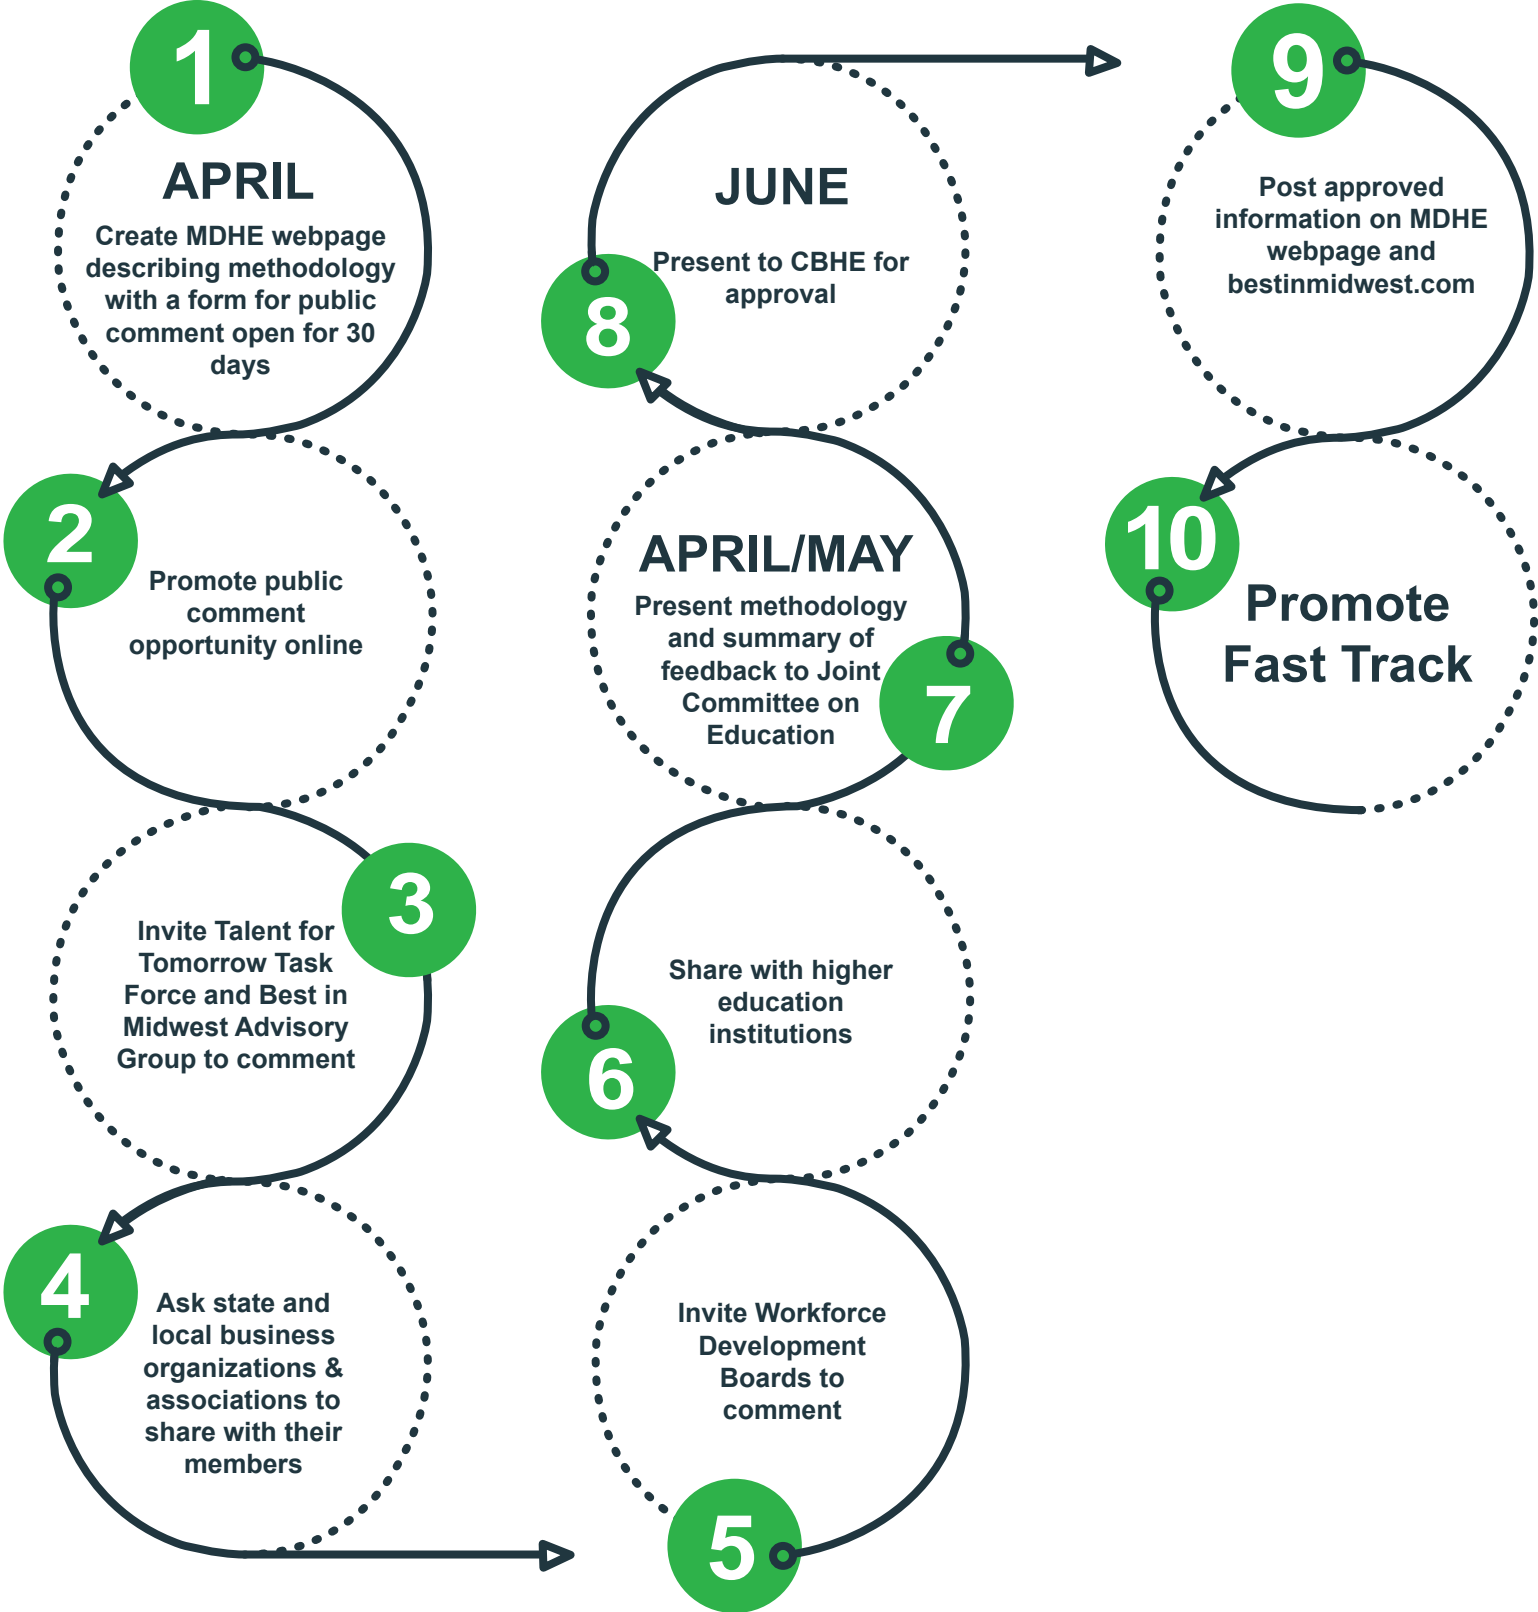 1
APRIL
Create MDHE webpage
describing methodology
with a form for public
comment open for 30
days
2
Promote public
comment
opportunity online
3
Invite Talent for
Tomorrow Task
Force and Best in
Midwest Advisory
Group to comment
4
Ask state and
local business
organizations &
associations to
share with their
members
5
Invite Workforce
Development
Boards to
comment
6
Share with higher
education
institutions
7
APRIL/MAY
Present methodology
and summary of
feedback to Joint
Committee on
Education
8
JUNE
Present to CBHE for
approval
9
Post approved
information on MDHE
webpage and
bestinmidwest.com
10
Promote
Fast Track